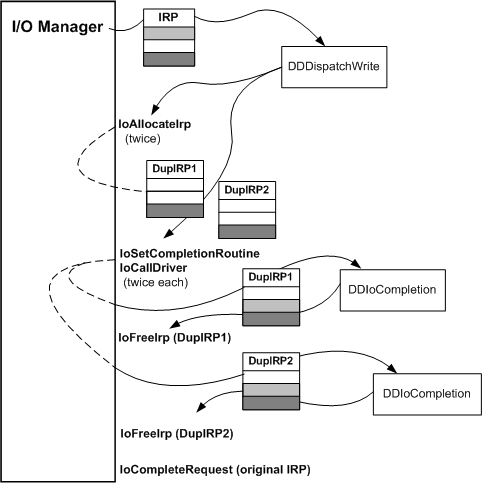 I/O Manager
IRP
DDDispatchWrite
IoAllocateIrp
(twice)
DupIRP1
DupIRP2
IoSetCompletionRoutine
IoCallDriver
(twice each)
DupIRP1
DDIoCompletion
IoFreeIrp (DupIRP1)
DupIRP2
DDIoCompletion
IoFreeIrp (DupIRP2)
IoCompleteRequest (original IRP)